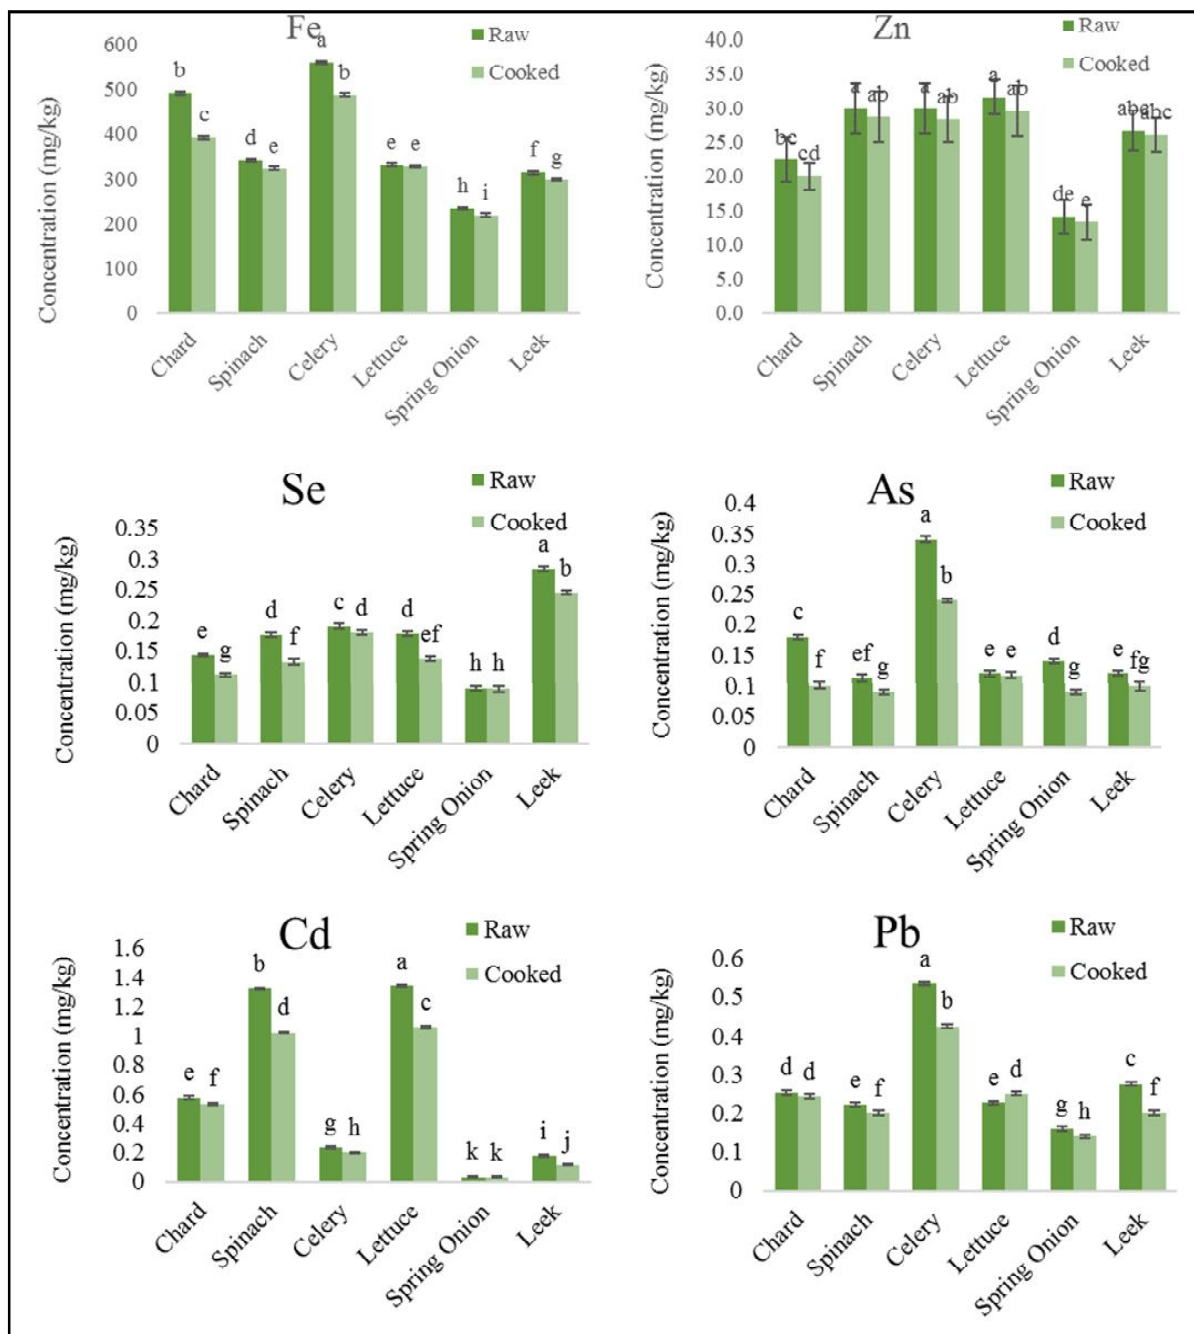 Fe
Raw
Cooked
Concentration (mg/kg)
600
500
400
300
200
100
0
b
c
d
e
a
b
e
e
h
i
f
g
Chard
Spinach
Celery
Lettuce
Spring Onion
Leek
Zn
Raw
Cooked
Concentration (mg/kg)
40.0
35.0
30.0
25.0
20.0
15.0
10.0
5.0
0.0
bc
cd
a
ab
a
ab
a
ab
de
e
abc
abc
Chard
Spinach
Celery
Lettuce
Spring Onion
Leek
Se
Raw
Cooked
Concentration (mg/kg)
0.35
0.3
0.25
0.2
0.15
0.1
0.05
0
e
g
d
f
c
d
d
ef
h
h
a
b
Chard
Spinach
Celery
Lettuce
Spring Onion
Leek
As
Raw
Cooked
Concentration (mg/kg)
0.4
0.35
0.3
0.25
0.2
0.15
0.1
0.05
0
c
f
ef
g
a
b
e
e
d
g
e
fg
Chard
Spinach
Celery
Lettuce
Spring Onion
Leek
Cd
Raw
Cooked
Concentration (mg/kg)
1.6
1.4
1.2
1
0.8
0.6
0.4
0.2
0
e
f
b
d
g
h
a
c
k
k
i
j
Chard
Spinach
Celery
Lettuce
Spring Onion
Leek
Pb
Raw
Cooked
Concentration (mg/kg)
0.6
0.5
0.4
0.3
0.2
0.1
0
d
d
e
f
a
b
e
d
g
h
c
f
Chard
Spinach
Celery
Lettuce
Spring Onion
Leek